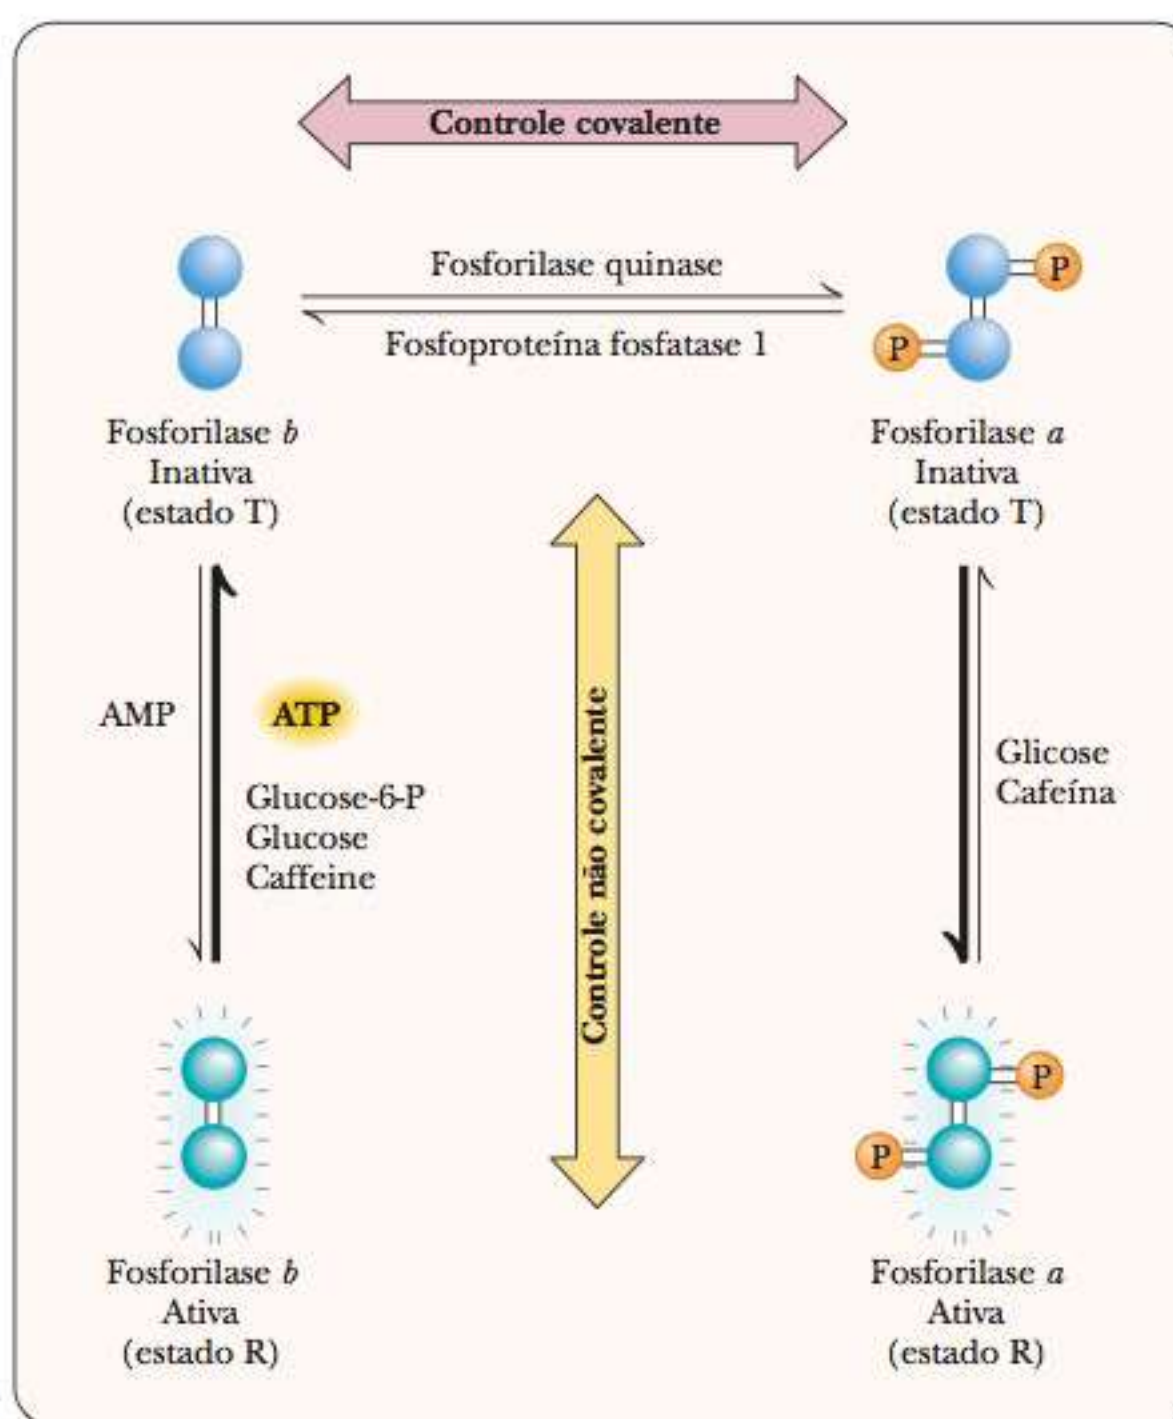 Controle covalente
Fosforilase quinase
Fosfoproteína fosfatase 1
P
P
Fosforilase b
Inativa
(estado T)
Fosforilase a
Inativa
(estado T)
AMP
ATP
Glucose-6-P
Glucose
Caffeine
Controle não covalente
Glicose
Cafeína
P
P
Fosforilase b
Ativa
(estado R)
Fosforilase a
Ativa
(estado R)